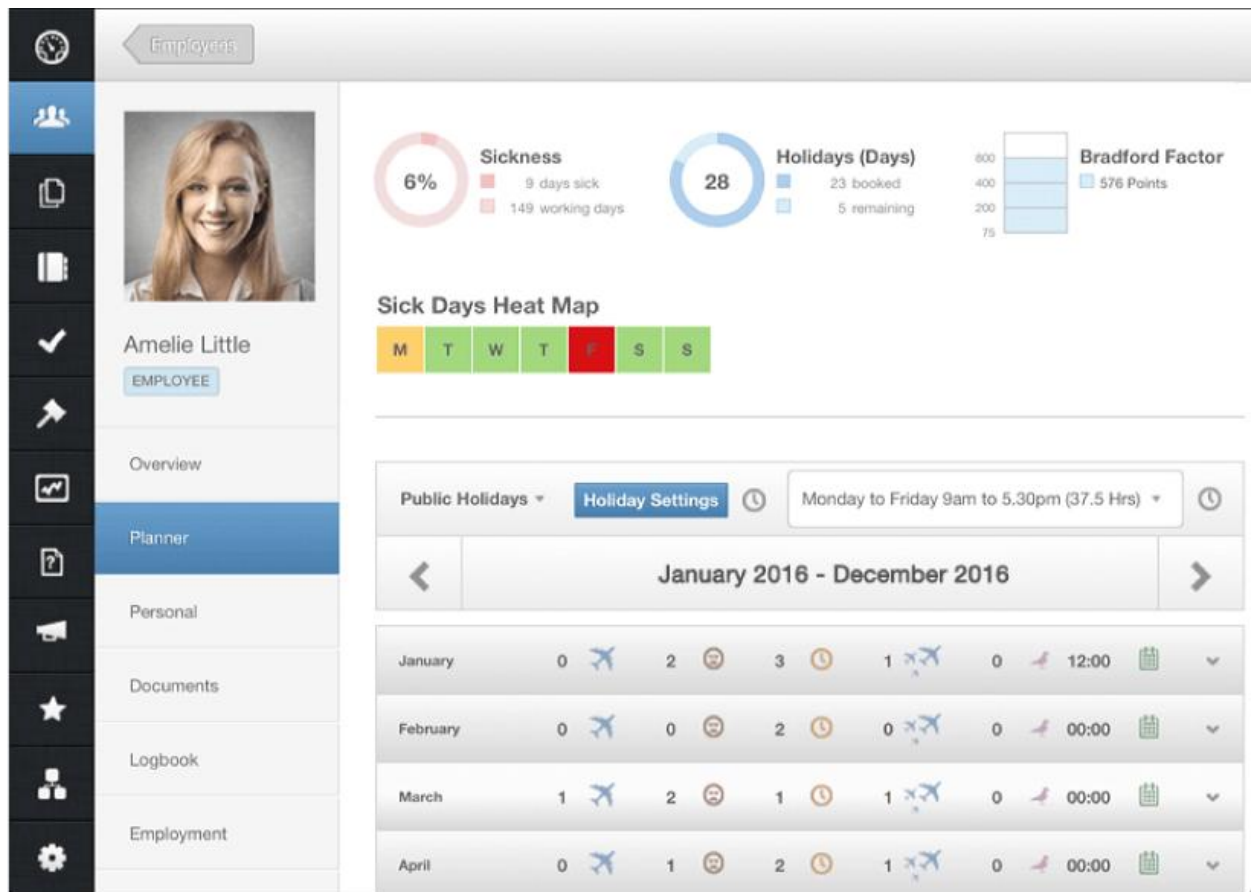 Employees
Amelie Little
EMPLOYEE
Overview
Planner
Personal
Documents
Logbook
Employment
6%
Sickness
9 days sick
149 working days
28
Holidays (Days)
23 booked
5 remaining
800
400
200
75
Bradford Factor
576 Points
Sick Days Heat Map
M T W T F S S
Public Holidays Holiday Settings Monday to Friday 9am to 5.30pm (37.5 Hrs)
January 2016 - December 2016
January 0 2 3 1 0 12:00
February 0 0 2 0 0 00:00
March 1 2 1 1 0 00:00
April 0 1 2 1 0 00:00